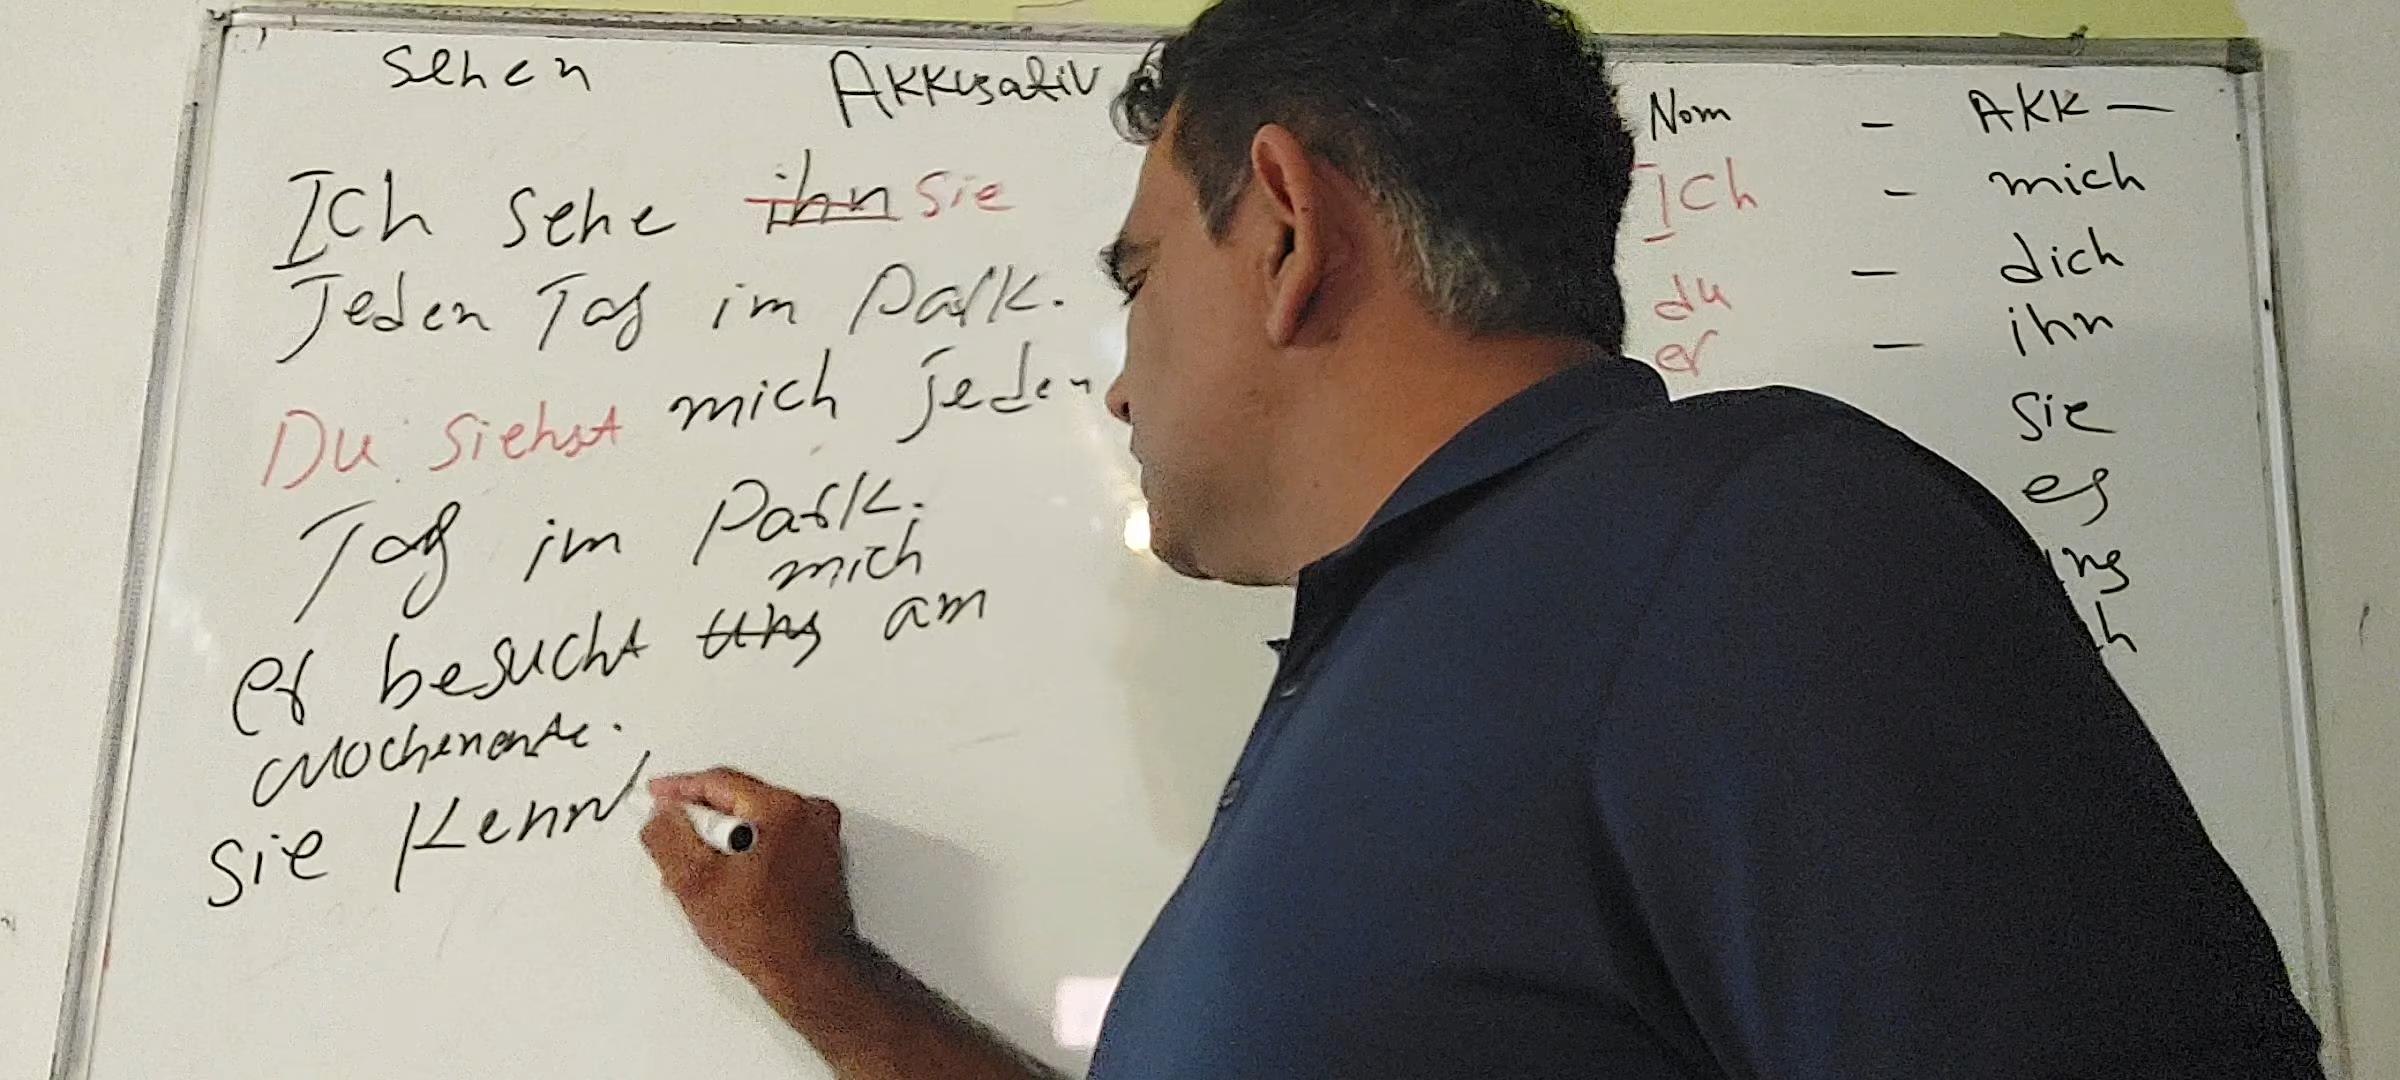 sehen Akkusativ
Ich sehe ihn sie
Jeden Tag im Park.
Du siehst mich jeden
Tag im Park.
mich
er besucht uns am
Wochenende.
sie kenn
Nom - AKK -
Ich - mich
du - dich
er - ihn
sie
es